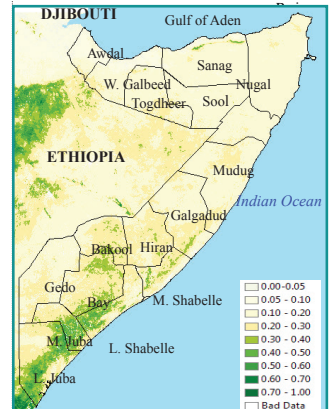 DJIBOUTI
Gulf of Aden
Awdal
Sanag
W. Galbeed
Nugal
Togdheer
Sool
ETHIOPIA
Mudug
Indian Ocean
Galgadud
Bakool
Hiran
Gedo
Bay
M. Shabelle
M. Juba
L. Shabelle
L. Juba
0.00-0.05
0.05 - 0.10
0.10 - 0.20
0.20 - 0.30
0.30 - 0.40
0.40 - 0.50
0.50 - 0.60
0.60 - 0.70
0.70 - 1.00
Bad Data